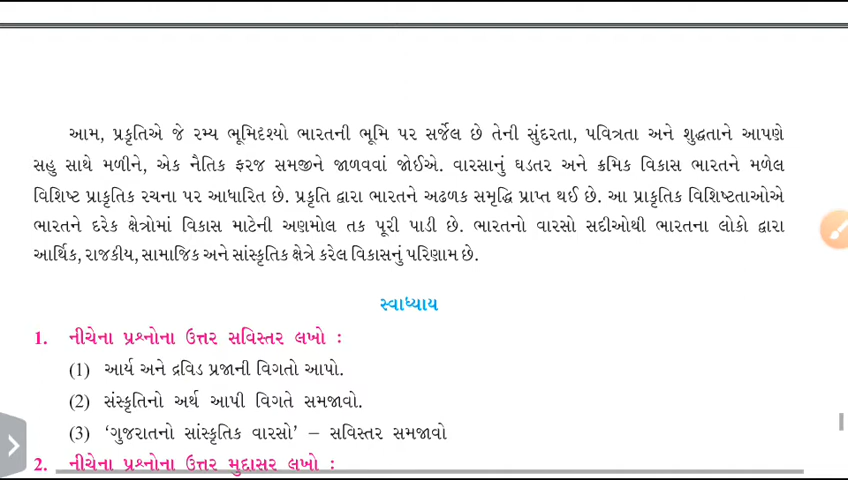 આમ, પ્રકૃતિએ જે રમ્ય ભૂમિદૃશ્યો ભારતની ભૂમિ પર સર્જેલ છે તેની સુંદરતા, પવિત્રતા અને શુદ્ધતાને આપણે
સહુ સાથે મળીને, એક નૈતિક ફરજ સમજીને જાળવવાં જોઈએ. વારસાનું ઘડતર અને ક્રમિક વિકાસ ભારતને મળેલ
વિશિષ્ટ પ્રાકૃતિક રચના પર આધારિત છે. પ્રકૃતિ દ્વારા ભારતને અઢળક સમૃદ્ધિ પ્રાપ્ત થઈ છે. આ પ્રાકૃતિક વિશિષ્ટતાઓએ
ભારતને દરેક ક્ષેત્રોમાં વિકાસ માટેની અણમોલ તક પૂરી પાડી છે. ભારતનો વારસો સદીઓથી ભારતના લોકો દ્વારા
આર્થિક, રાજકીય, સામાજિક અને સાંસ્કૃતિક ક્ષેત્રે કરેલ વિકાસનું પરિણામ છે.
સ્વાધ્યાય
1. નીચેના પ્રશ્નોના ઉત્તર સવિસ્તર લખો :
(1) આર્ય અને દ્રવિડ પ્રજાની વિગતો આપો.
(2) સંસ્કૃતિનો અર્થ આપી વિગતે સમજાવો.
(3) ‘ગુજરાતનો સાંસ્કૃતિક વારસો’ – સવિસ્તર સમજાવો
2. નીચેના પ્રશ્નોના ઉત્તર મુદ્દાસર લખો :